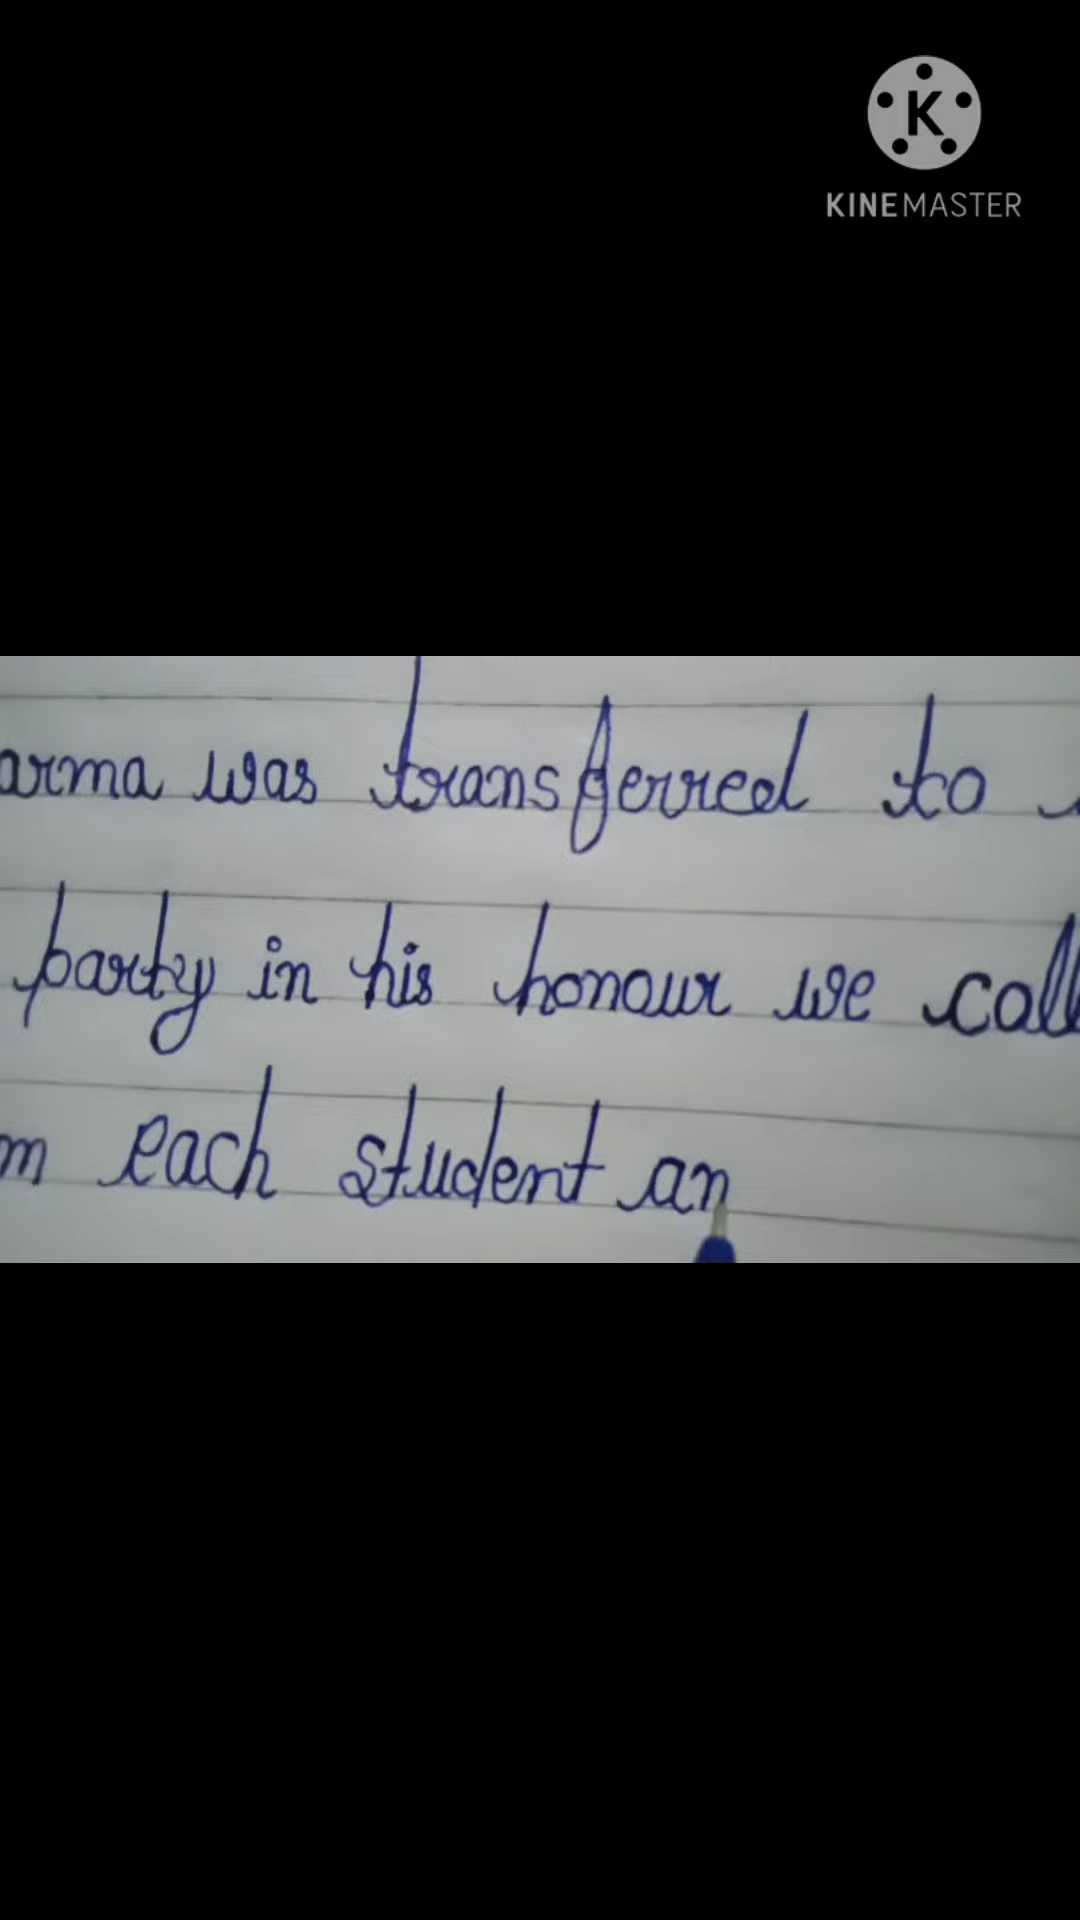 K
KINEMASTER
arma was transferred to
party in his honour we call
m each student an